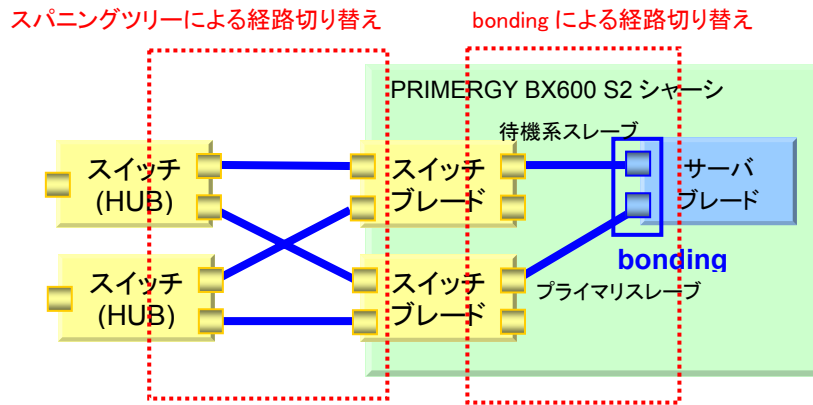 スパニングツリーによる経路切り替え
bonding による経路切り替え
PRIMERGY BX600 S2 シャーシ
待機系スレーブ
スイッチ
(HUB)
スイッチ
ブレード
サーバ
ブレード
bonding
プライマリスレーブ
スイッチ
(HUB)
スイッチ
ブレード